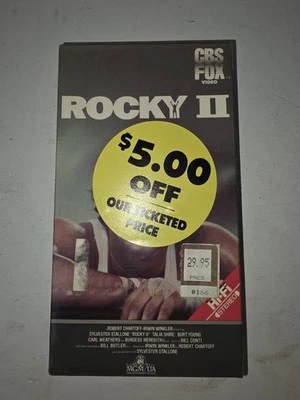 CBS
FOX
VIDEO
ROCKY II
$5.00
OFF
OUR TICKETED
PRICE
29.95
PRICE
#166
Hi-Fi
STEREO
ROBERT CHARTOFF-IRWIN WINKLER
SYLVESTER STALLONE "ROCKY II" TALIA SHIRE BURT YOUNG
CARL WEATHERS BURGESS MEREDITH BILL CONTI
BILL BUTLER IRWIN WINKLER ROBERT CHARTOFF
SYLVESTER STALLONE
MGM/UA